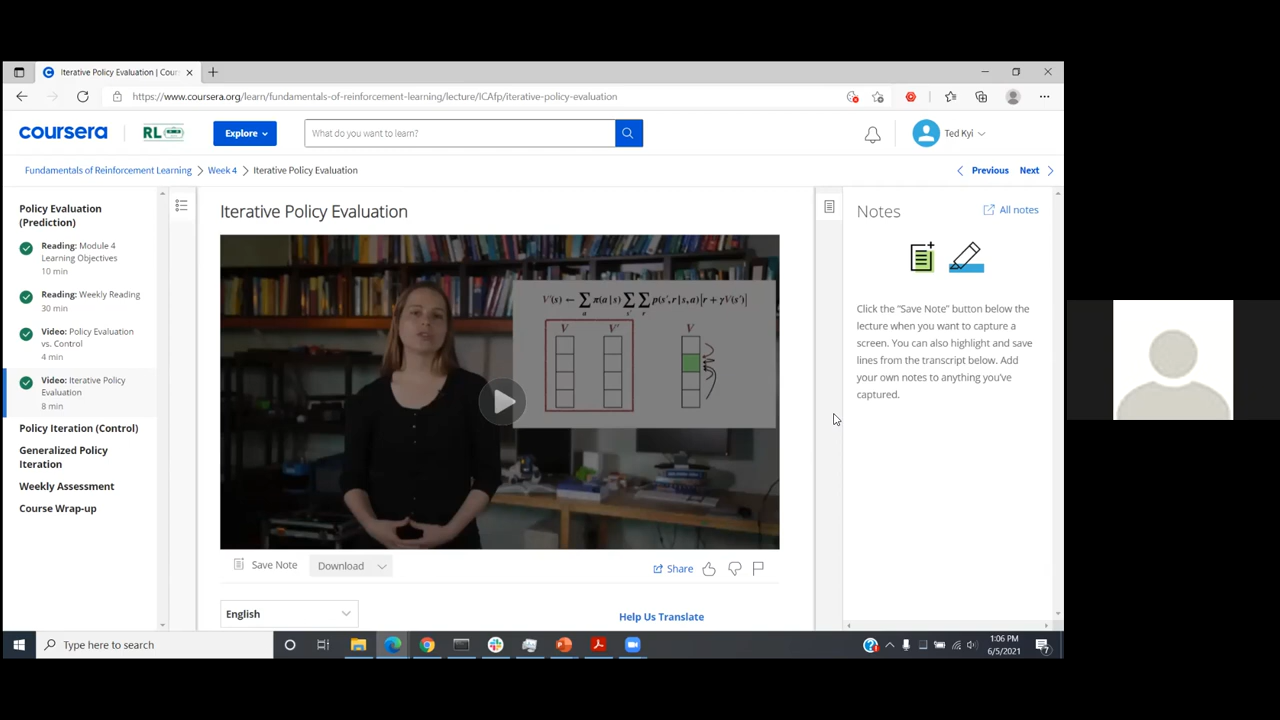 Iterative Policy Evaluation | Cour
https://www.coursera.org/learn/fundamentals-of-reinforcement-learning/lecture/ICAfp/iterative-policy-evaluation
coursera
RL
Explore
What do you want to learn?
Ted Kyi
Fundamentals of Reinforcement Learning
Week 4
Iterative Policy Evaluation
Previous
Next
Policy Evaluation
(Prediction)
Reading: Module 4
Learning Objectives
10 min
Reading: Weekly Reading
30 min
Video: Policy Evaluation
vs. Control
4 min
Video: Iterative Policy
Evaluation
8 min
Policy Iteration (Control)
Generalized Policy
Iteration
Weekly Assessment
Course Wrap-up
Iterative Policy Evaluation
V'(s) ← ∑a π(a|s) ∑s' ∑r p(s',r|s,a)[r + γV(s')]
V V' V
Save Note
Download
Share
English
Help Us Translate
Notes
All notes
Click the "Save Note" button below the
lecture when you want to capture a
screen. You can also highlight and save
lines from the transcript below. Add
your own notes to anything you've
captured.
Type here to search
1:06 PM
6/5/2021
7